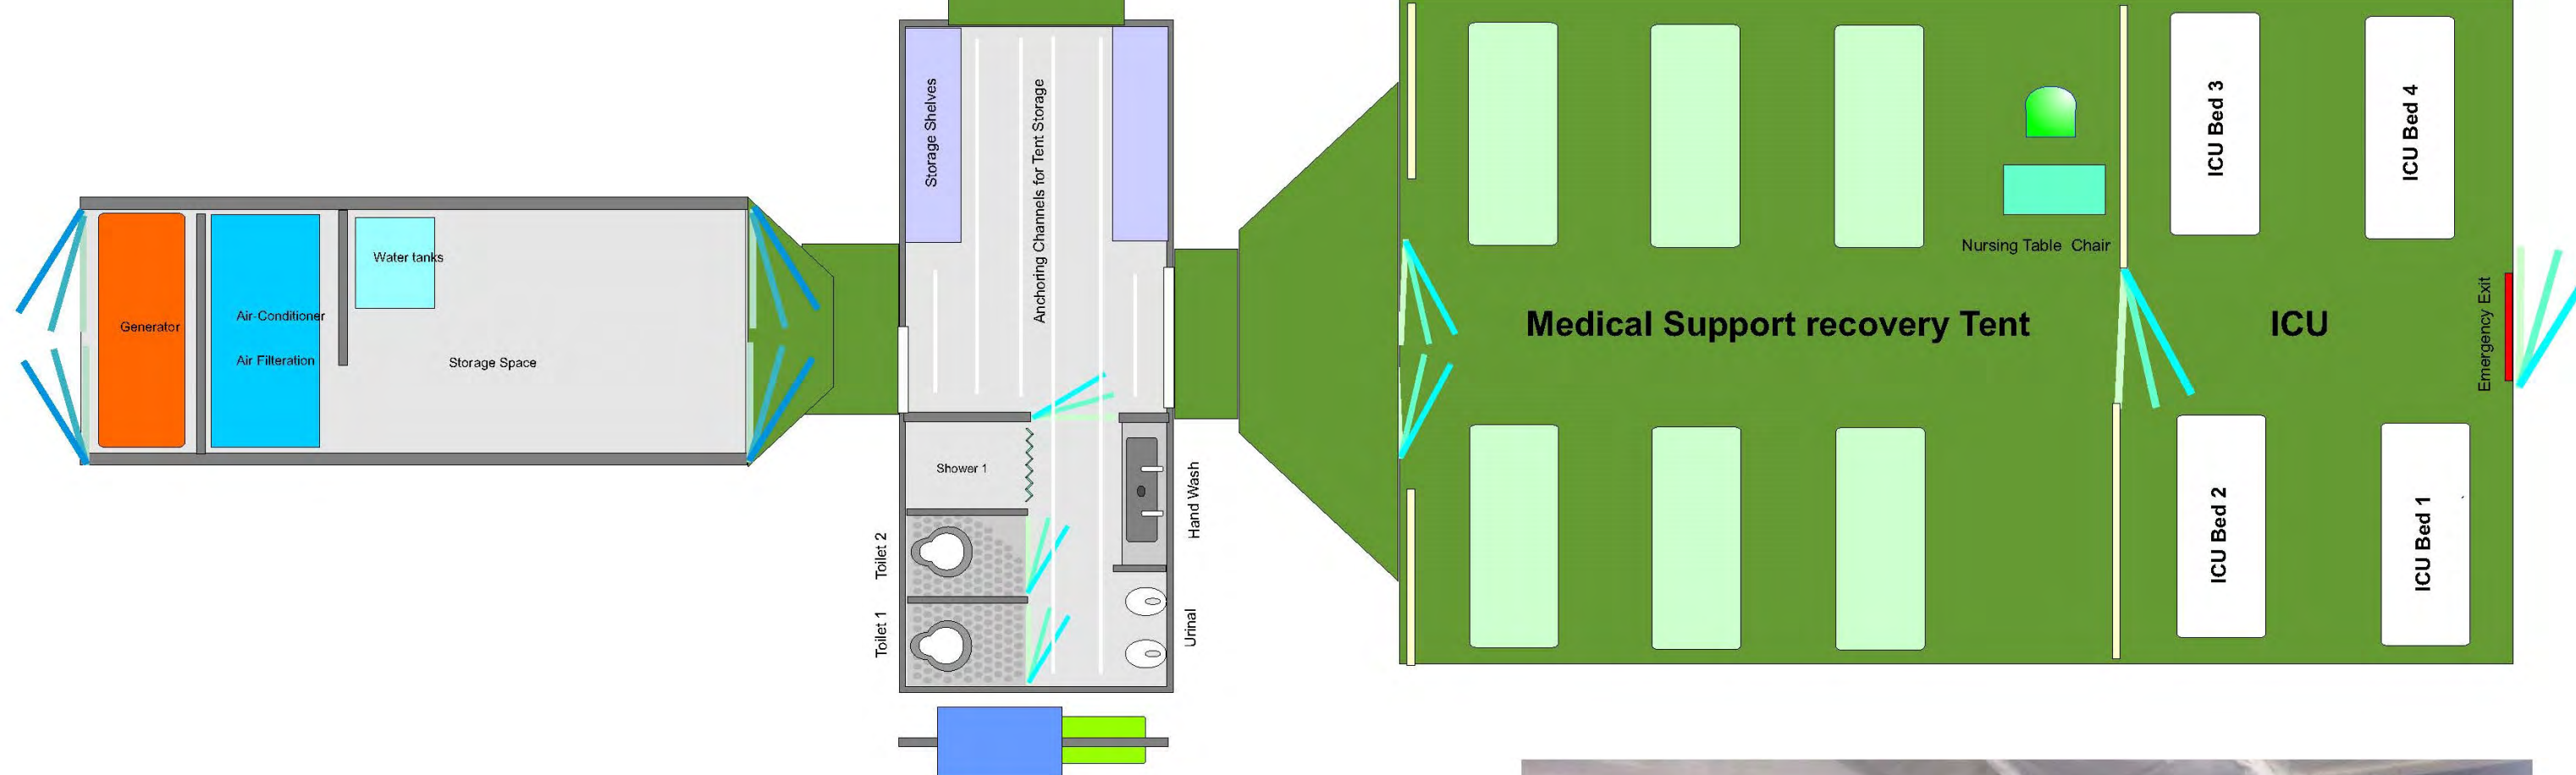 Generator
Air-Conditioner
Air Filteration
Water tanks
Storage Space
Storage Shelves
Anchoring Channels for Tent Storage
Shower 1
Toilet 2
Toilet 1
Hand Wash
Urinal
Medical Support recovery Tent
Nursing Table Chair
ICU Bed 3
ICU Bed 4
ICU
Emergency Exit
ICU Bed 2
ICU Bed 1